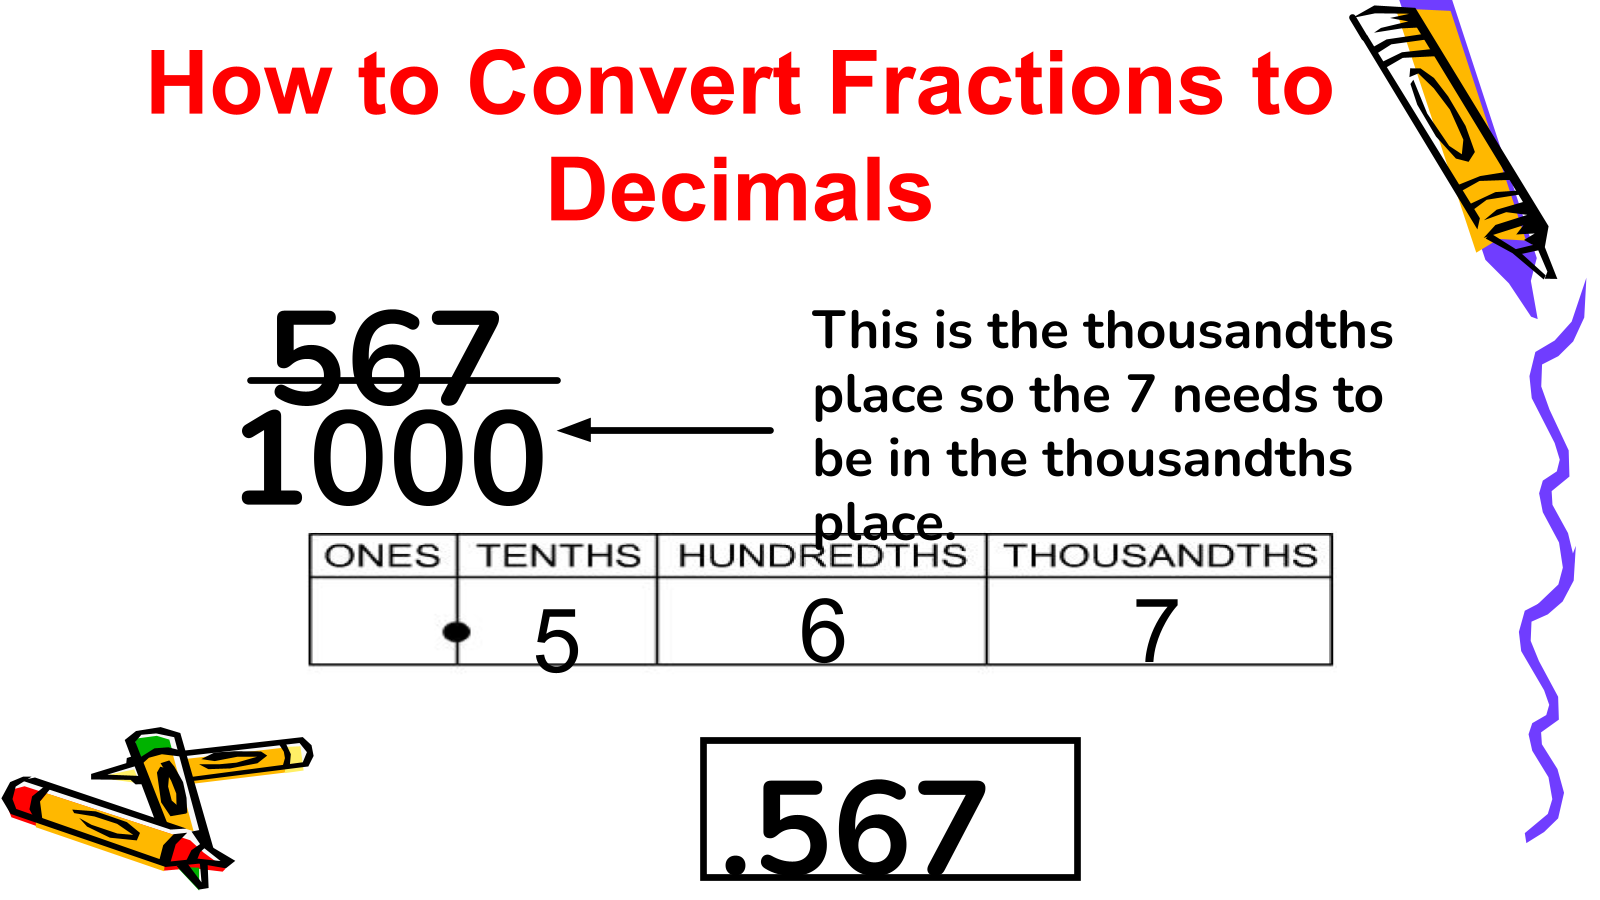 How to Convert Fractions to
Decimals
567
1000
This is the thousandths
place so the 7 needs to
be in the thousandths
place.
ONES TENTHS HUNDREDTHS THOUSANDTHS
. 5 6 7
.567